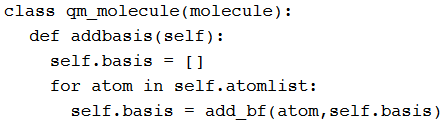 class qm_molecule(molecule):
  def addbasis(self):
    self.basis = []
    for atom in self.atomlist:
      self.basis = add_bf(atom,self.basis)